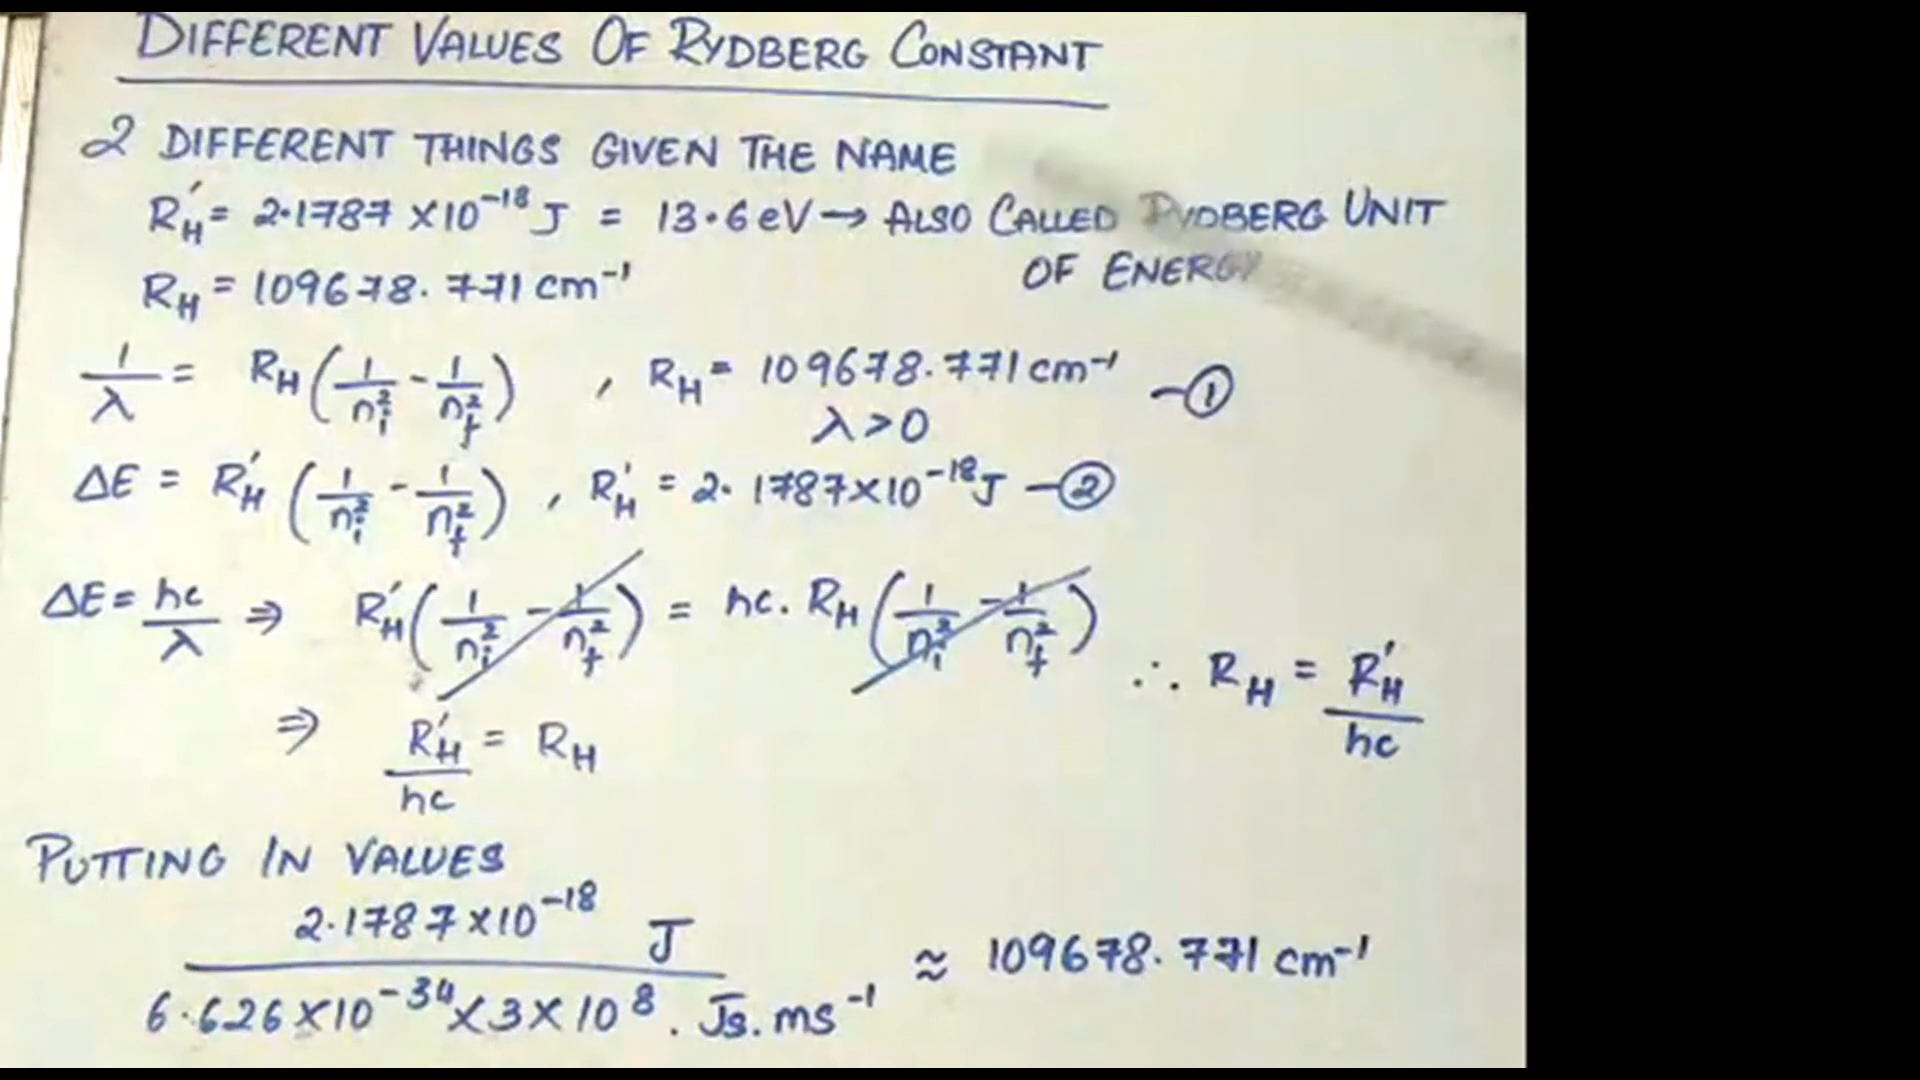 DIFFERENT VALUES OF RYDBERG CONSTANT
2 DIFFERENT THINGS GIVEN THE NAME
R'H = 2.1787 ×10⁻¹⁸ J = 13.6 eV → ALSO CALLED RYDBERG UNIT
OF ENERGY
RH = 109678.771 cm⁻¹
1/λ = RH (1/nᵢ² - 1/n_f²) , RH = 109678.771 cm⁻¹ —①
λ > 0
ΔE = R'H (1/nᵢ² - 1/n_f²) , R'H = 2.1787×10⁻¹⁸ J —②
ΔE = hc/λ ⇒ R'H (1/nᵢ² - 1/n_f²) = hc. RH (1/nᵢ² - 1/n_f²)
∴ RH = R'H/hc
⇒ R'H/hc = RH
PUTTING IN VALUES
2.1787 ×10⁻¹⁸ J
6.626×10⁻³⁴×3×10⁸. Js. ms⁻¹ ≈ 109678.771 cm⁻¹